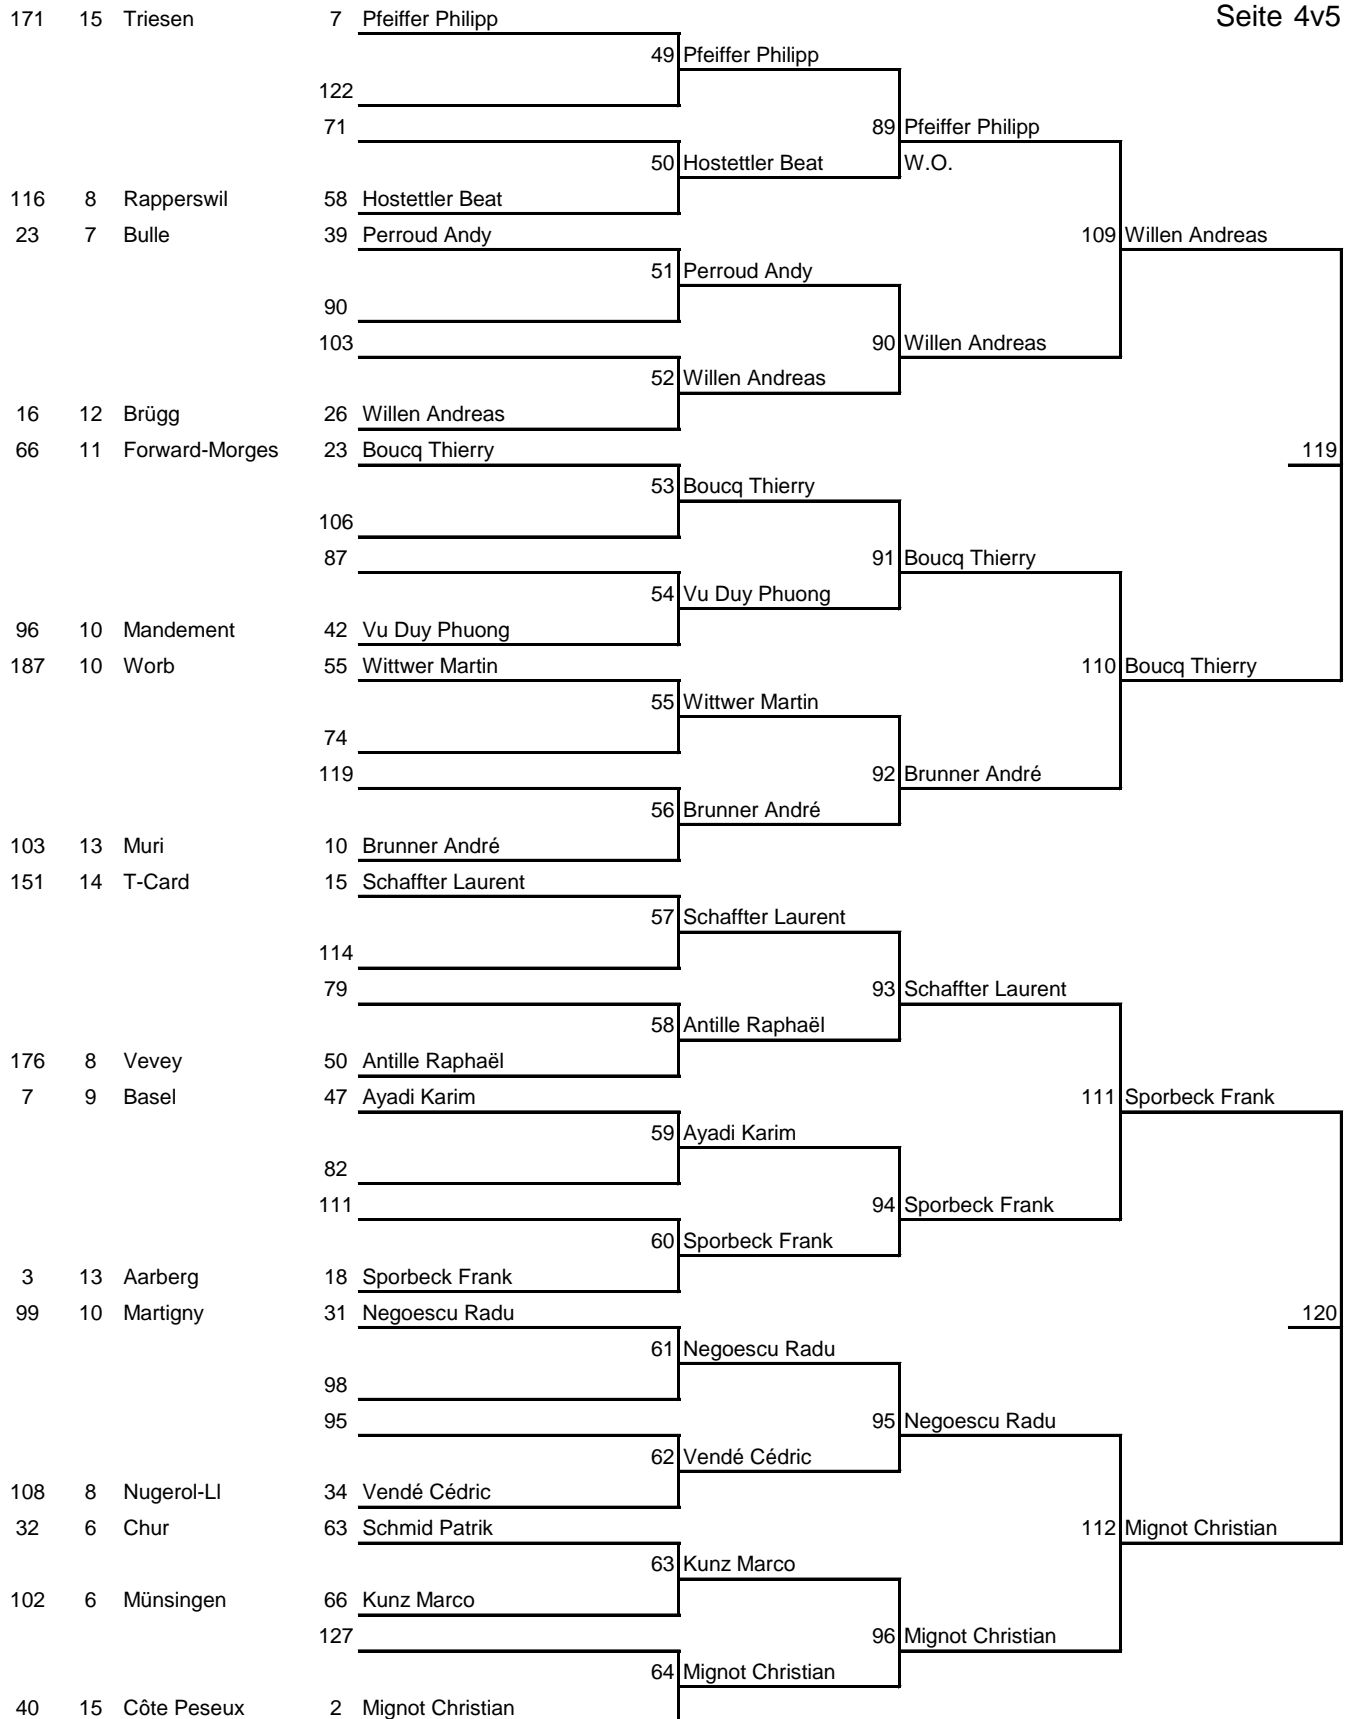 171 15 Triesen 7 Pfeiffer Philipp Seite 4v5
49 Pfeiffer Philipp
122
71 89 Pfeiffer Philipp
50 Hostettler Beat W.O.
116 8 Rapperswil 58 Hostettler Beat
23 7 Bulle 39 Perroud Andy 109 Willen Andreas
51 Perroud Andy
90
103 90 Willen Andreas
52 Willen Andreas
16 12 Brügg 26 Willen Andreas
66 11 Forward-Morges 23 Boucq Thierry 119
53 Boucq Thierry
106
87 91 Boucq Thierry
54 Vu Duy Phuong
96 10 Mandement 42 Vu Duy Phuong
187 10 Worb 55 Wittwer Martin 110 Boucq Thierry
55 Wittwer Martin
74
119 92 Brunner André
56 Brunner André
103 13 Muri 10 Brunner André
151 14 T-Card 15 Schaffter Laurent
57 Schaffter Laurent
114
79 93 Schaffter Laurent
58 Antille Raphaël
176 8 Vevey 50 Antille Raphaël
7 9 Basel 47 Ayadi Karim 111 Sporbeck Frank
59 Ayadi Karim
82
111 94 Sporbeck Frank
60 Sporbeck Frank
3 13 Aarberg 18 Sporbeck Frank
99 10 Martigny 31 Negoescu Radu 120
61 Negoescu Radu
98
95 95 Negoescu Radu
62 Vendé Cédric
108 8 Nugerol-Ll 34 Vendé Cédric
32 6 Chur 63 Schmid Patrik 112 Mignot Christian
63 Kunz Marco
102 6 Münsingen 66 Kunz Marco
127 96 Mignot Christian
64 Mignot Christian
40 15 Côte Peseux 2 Mignot Christian